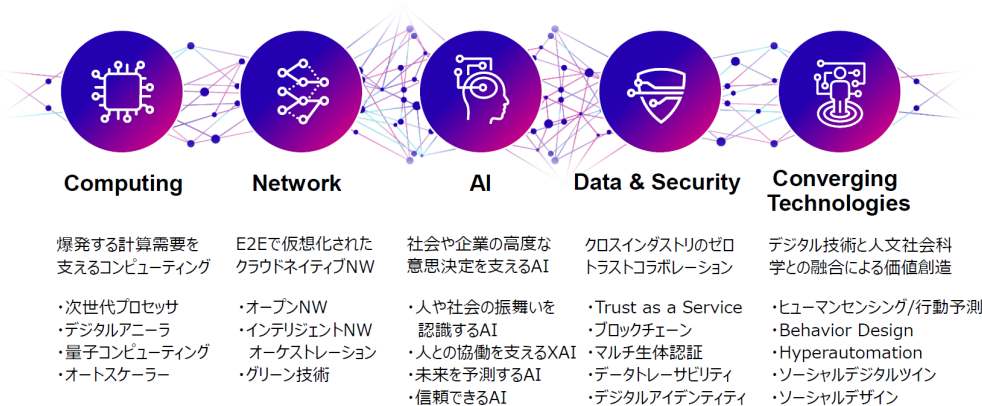 Computing
爆発する計算需要を
支えるコンピューティング
・次世代プロセッサ
・デジタルアニーラ
・量子コンピューティング
・オートスケーラー
Network
E2Eで仮想化された
クラウドネイティブNW
・オープンNW
・インテリジェントNW
オーケストレーション
・グリーン技術
AI
社会や企業の高度な
意思決定を支えるAI
・人や社会の振舞いを
認識するAI
・人との協働を支えるXAI
・未来を予測するAI
・信頼できるAI
Data & Security
クロスインダストリのゼロ
トラストコラボレーション
・Trust as a Service
・ブロックチェーン
・マルチ生体認証
・データトレーサビリティ
・デジタルアイデンティティ
Converging
Technologies
デジタル技術と人文社会科
学との融合による価値創造
・ヒューマンセンシング/行動予測
・Behavior Design
・Hyperautomation
・ソーシャルデジタルツイン
・ソーシャルデザイン